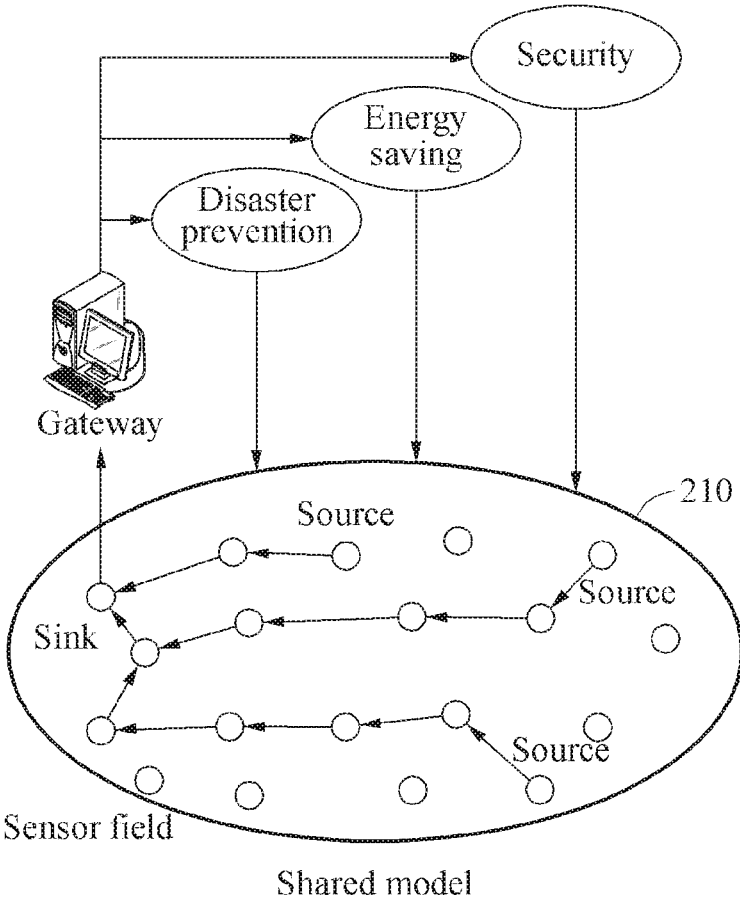 Security
Energy
saving
Disaster
prevention
Gateway
210
Source
Source
Sink
Source
Sensor field
Shared model